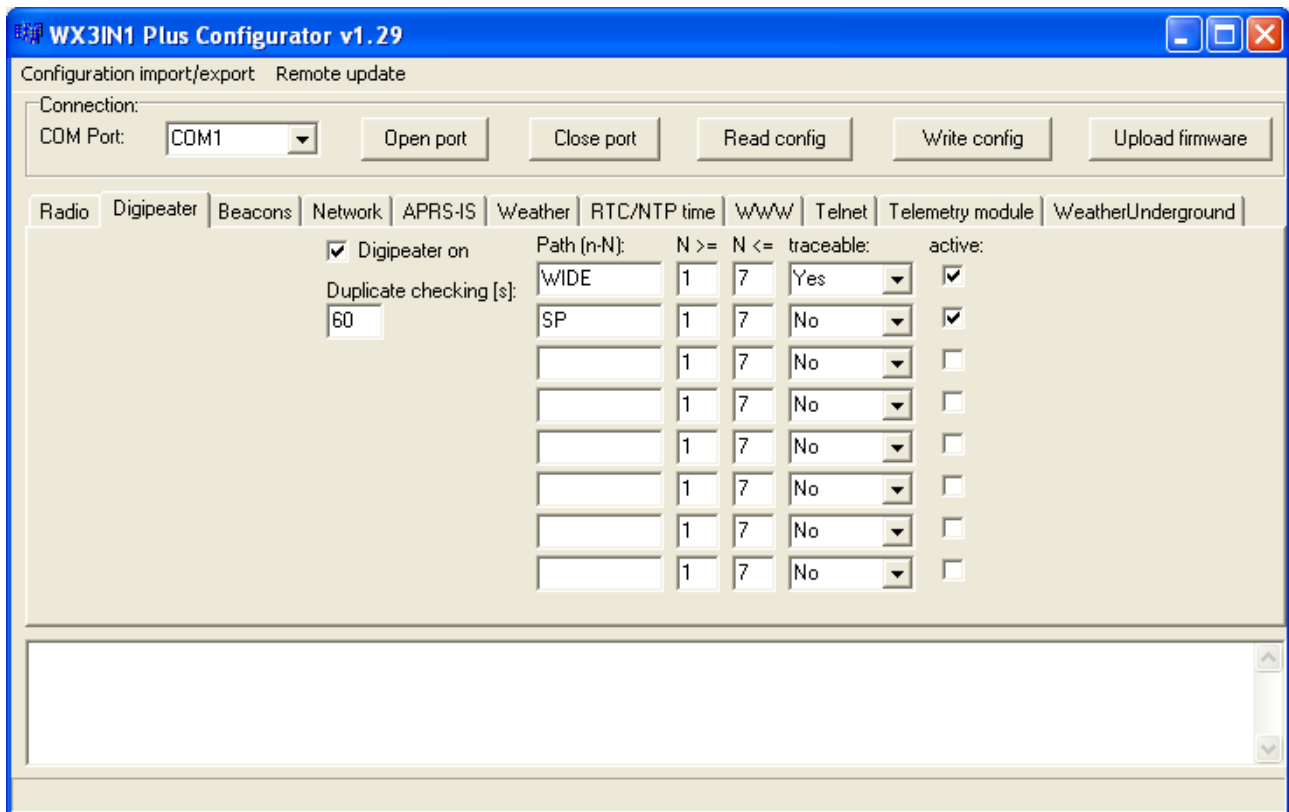 WX3IN1 Plus Configurator v1.29
Configuration import/export Remote update
Connection:
COM Port: COM1 Open port Close port Read config Write config Upload firmware
Radio Digipeater Beacons Network APRS-IS Weather RTC/NTP time WWW Telnet Telemetry module WeatherUnderground
Digipeater on Path (n-N): N >= N <= traceable: active:
WIDE 1 7 Yes
Duplicate checking [s]:
60 SP 1 7 No
1 7 No
1 7 No
1 7 No
1 7 No
1 7 No
1 7 No